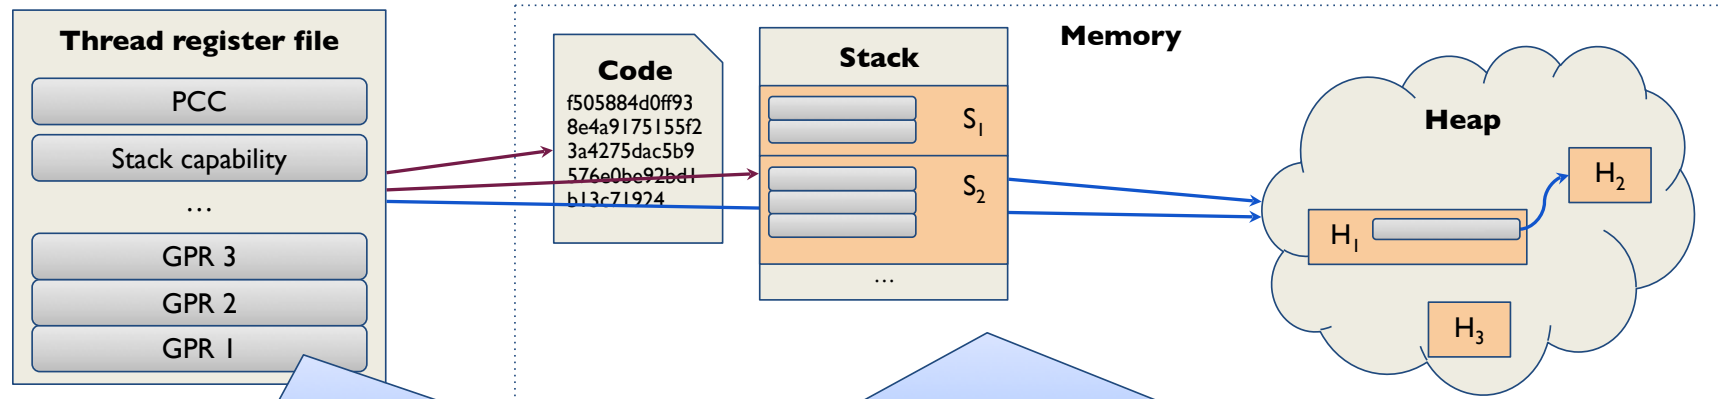 Thread register file
PCC
Stack capability
...
GPR 3
GPR 2
GPR 1
Memory
Code
f505884d0ff93
8e4a9175155f2
3a4275dac5b9
576e0be92bd1
b13c71924
Stack
S1
S2
...
Heap
H1
H2
H3